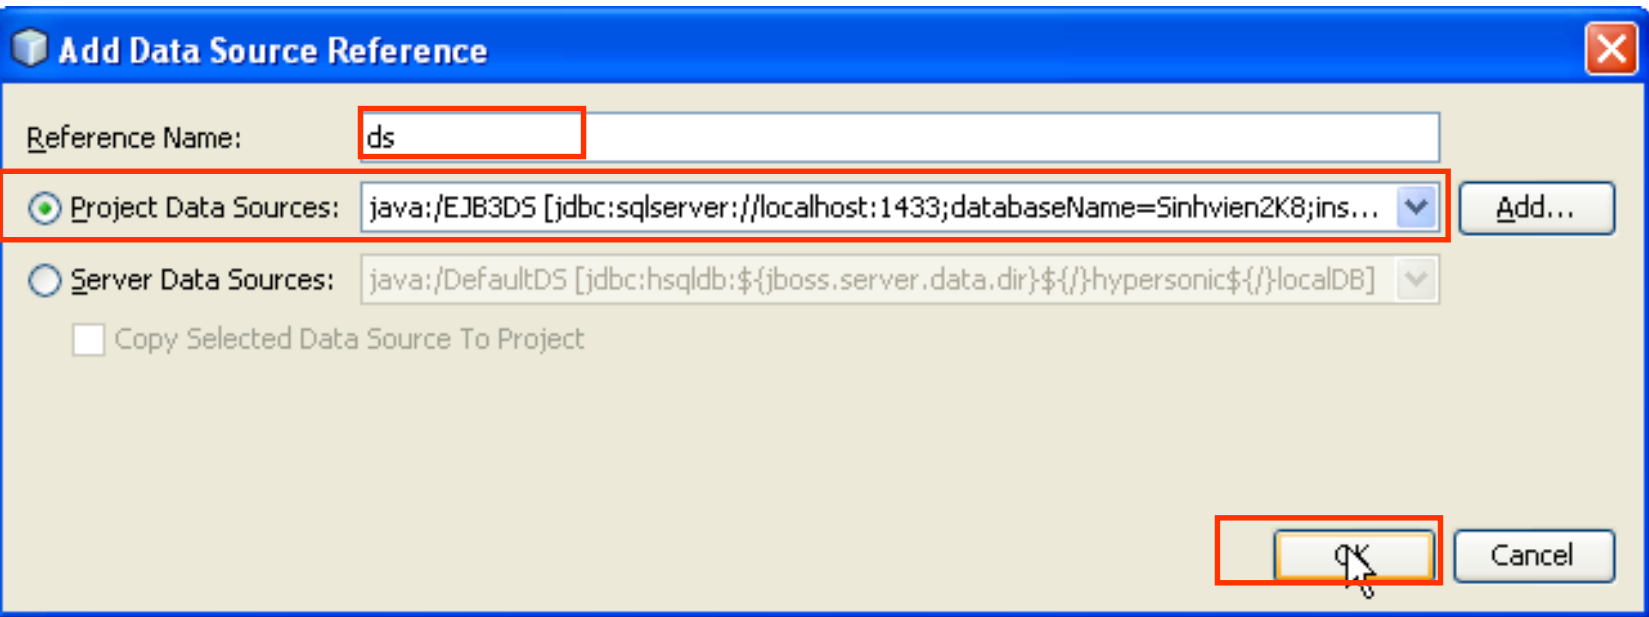 Add Data Source Reference
Reference Name: ds
Project Data Sources: java:/EJB3DS [jdbc:sqlserver://localhost:1433;databaseName=Sinhvien2K8;ins... Add...
Server Data Sources: java:/DefaultDS [jdbc:hsqldb:${jboss.server.data.dir}${/}hypersonic${/}localDB]
Copy Selected Data Source To Project
OK Cancel